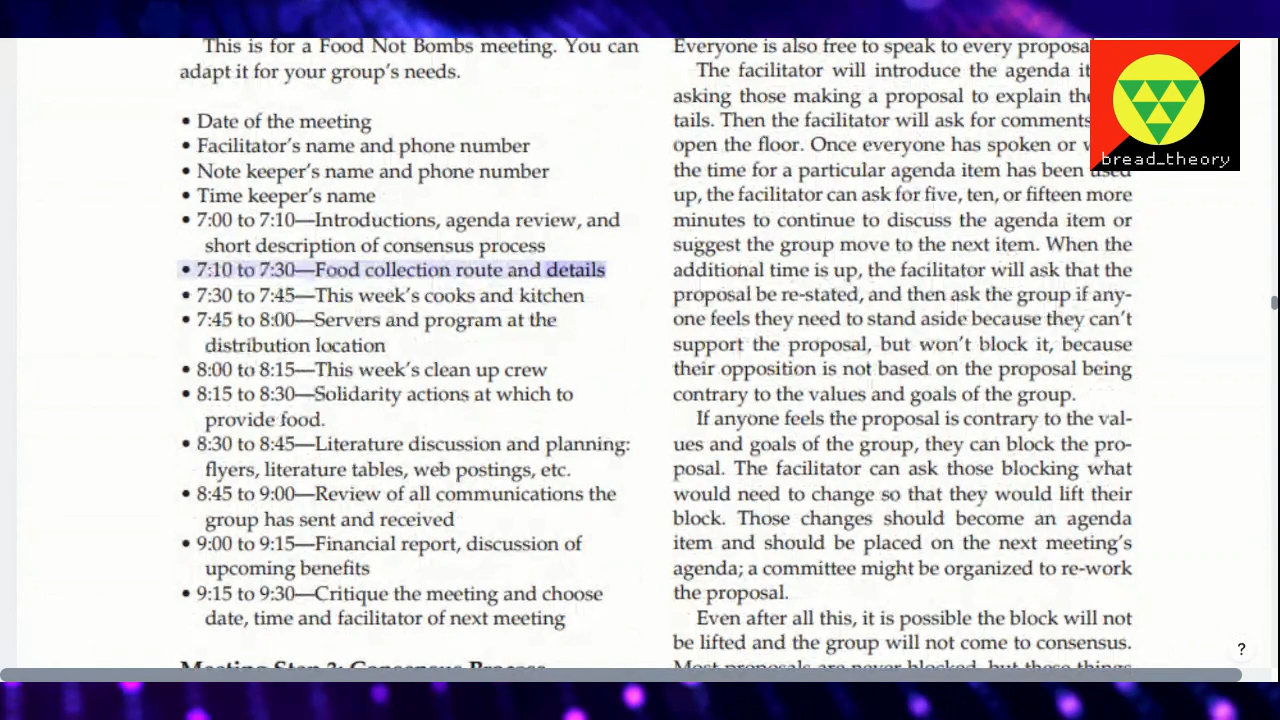 This is for a Food Not Bombs meeting. You can
adapt it for your group's needs.
• Date of the meeting
• Facilitator's name and phone number
• Note keeper's name and phone number
• Time keeper's name
• 7:00 to 7:10—Introductions, agenda review, and
short description of consensus process
• 7:10 to 7:30—Food collection route and details
• 7:30 to 7:45—This week's cooks and kitchen
• 7:45 to 8:00—Servers and program at the
distribution location
• 8:00 to 8:15—This week's clean up crew
• 8:15 to 8:30—Solidarity actions at which to
provide food.
• 8:30 to 8:45—Literature discussion and planning:
flyers, literature tables, web postings, etc.
• 8:45 to 9:00—Review of all communications the
group has sent and received
• 9:00 to 9:15—Financial report, discussion of
upcoming benefits
• 9:15 to 9:30—Critique the meeting and choose
date, time and facilitator of next meeting
Meeting Step 3: Consensus Process
Everyone is also free to speak to every
The facilitator will introduce the agenda
asking those making a proposal to explain
tails. Then the facilitator will ask for comments
open the floor. Once everyone has spoken or
the time for a particular agenda item has been used
up, the facilitator can ask for five, ten, or fifteen more
minutes to continue to discuss the agenda item or
suggest the group move to the next item. When the
additional time is up, the facilitator will ask that the
proposal be re-stated, and then ask the group if any-
one feels they need to stand aside because they can't
support the proposal, but won't block it, because
their opposition is not based on the proposal being
contrary to the values and goals of the group.
If anyone feels the proposal is contrary to the val-
ues and goals of the group, they can block the pro-
posal. The facilitator can ask those blocking what
would need to change so that they would lift their
block. Those changes should become an agenda
item and should be placed on the next meeting's
agenda; a committee might be organized to re-work
the proposal.
Even after all this, it is possible the block will not
be lifted and the group will not come to consensus.
Most proposals are never blocked, but these things
bread_theory
?